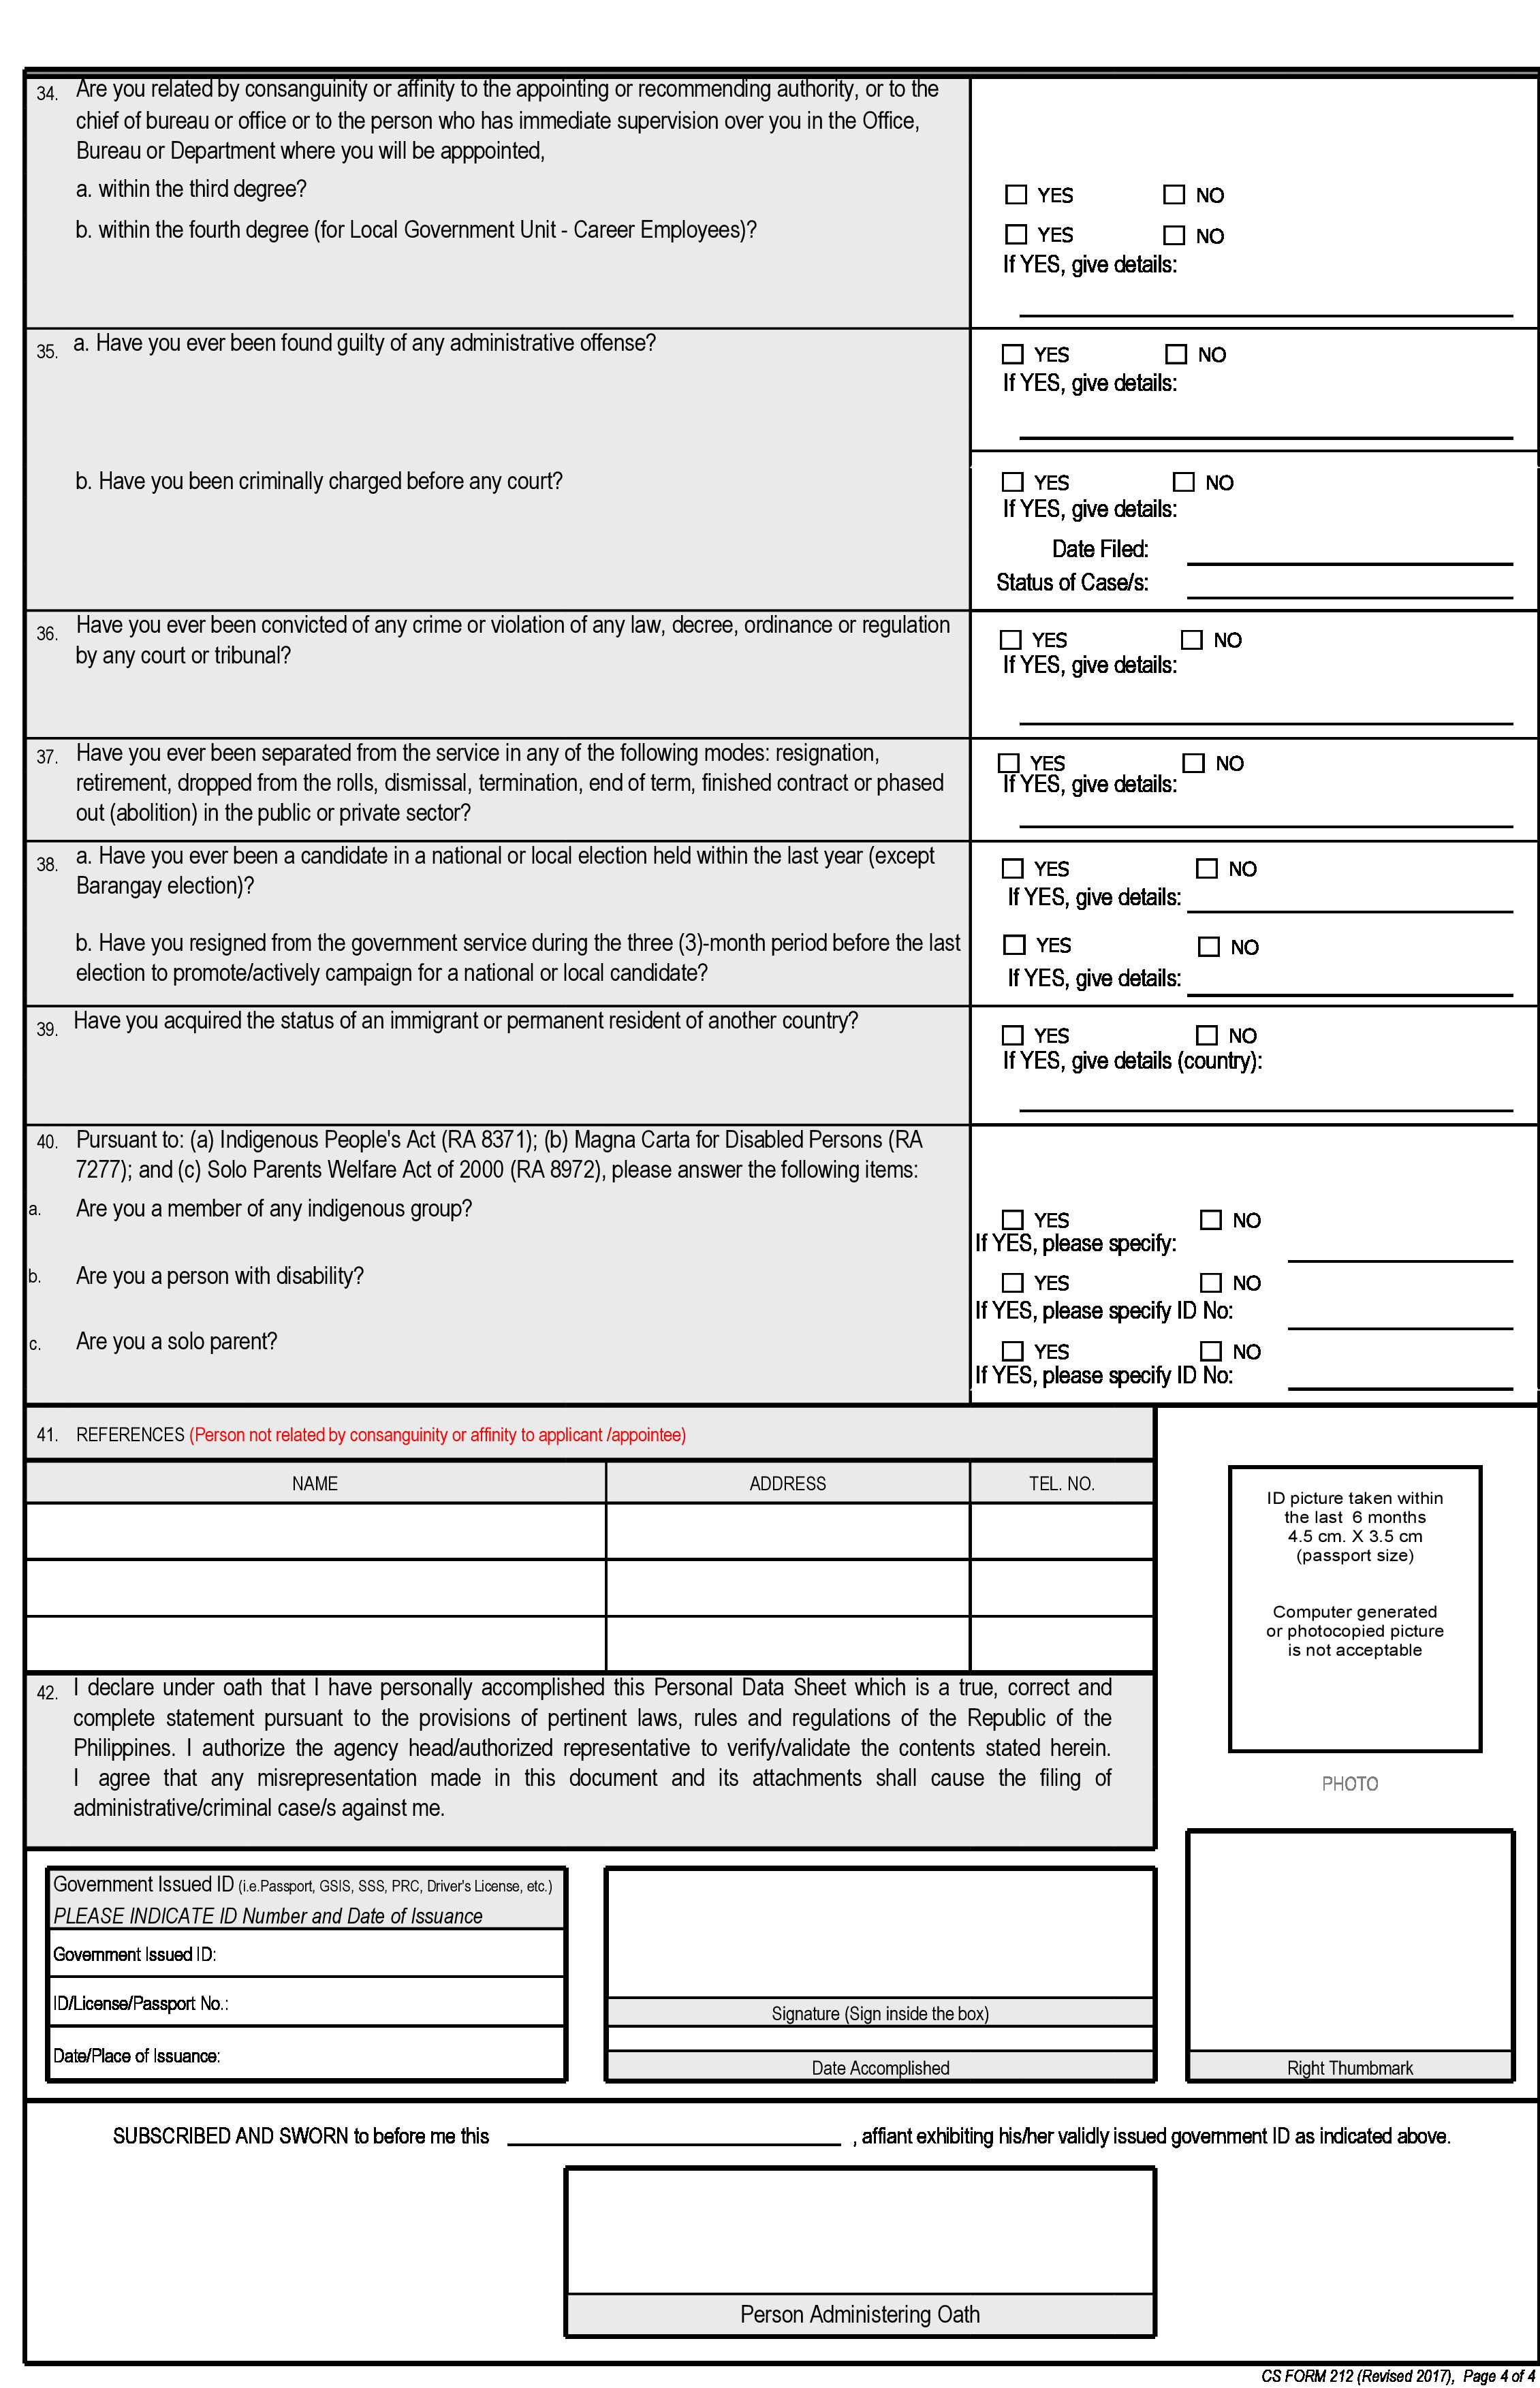 34. Are you related by consanguinity or affinity to the appointing or recommending authority, or to the
chief of bureau or office or to the person who has immediate supervision over you in the Office,
Bureau or Department where you will be apppointed,
a. within the third degree?
YES NO
b. within the fourth degree (for Local Government Unit - Career Employees)?
YES NO
If YES, give details:
35. a. Have you ever been found guilty of any administrative offense?
YES NO
If YES, give details:
b. Have you been criminally charged before any court?
YES NO
If YES, give details:
Date Filed:
Status of Case/s:
36. Have you ever been convicted of any crime or violation of any law, decree, ordinance or regulation
by any court or tribunal?
YES NO
If YES, give details:
37. Have you ever been separated from the service in any of the following modes: resignation,
retirement, dropped from the rolls, dismissal, termination, end of term, finished contract or phased
out (abolition) in the public or private sector?
YES NO
If YES, give details:
38. a. Have you ever been a candidate in a national or local election held within the last year (except
Barangay election)?
YES NO
If YES, give details:
b. Have you resigned from the government service during the three (3)-month period before the last
election to promote/actively campaign for a national or local candidate?
YES NO
If YES, give details:
39. Have you acquired the status of an immigrant or permanent resident of another country?
YES NO
If YES, give details (country):
40. Pursuant to: (a) Indigenous People's Act (RA 8371); (b) Magna Carta for Disabled Persons (RA
7277); and (c) Solo Parents Welfare Act of 2000 (RA 8972), please answer the following items:
a. Are you a member of any indigenous group?
YES NO
If YES, please specify:
b. Are you a person with disability?
YES NO
If YES, please specify ID No:
c. Are you a solo parent?
YES NO
If YES, please specify ID No:
41. REFERENCES (Person not related by consanguinity or affinity to applicant /appointee)
NAME ADDRESS TEL. NO.
ID picture taken within
the last 6 months
4.5 cm. X 3.5 cm
(passport size)
Computer generated
or photocopied picture
is not acceptable
PHOTO
42. I declare under oath that I have personally accomplished this Personal Data Sheet which is a true, correct and
complete statement pursuant to the provisions of pertinent laws, rules and regulations of the Republic of the
Philippines. I authorize the agency head/authorized representative to verify/validate the contents stated herein.
I agree that any misrepresentation made in this document and its attachments shall cause the filing of
administrative/criminal case/s against me.
Government Issued ID (i.e.Passport, GSIS, SSS, PRC, Driver's License, etc.)
PLEASE INDICATE ID Number and Date of Issuance
Government Issued ID:
ID/License/Passport No.:
Date/Place of Issuance:
Signature (Sign inside the box)
Date Accomplished
Right Thumbmark
SUBSCRIBED AND SWORN to before me this , affiant exhibiting his/her validly issued government ID as indicated above.
Person Administering Oath
CS FORM 212 (Revised 2017), Page 4 of 4